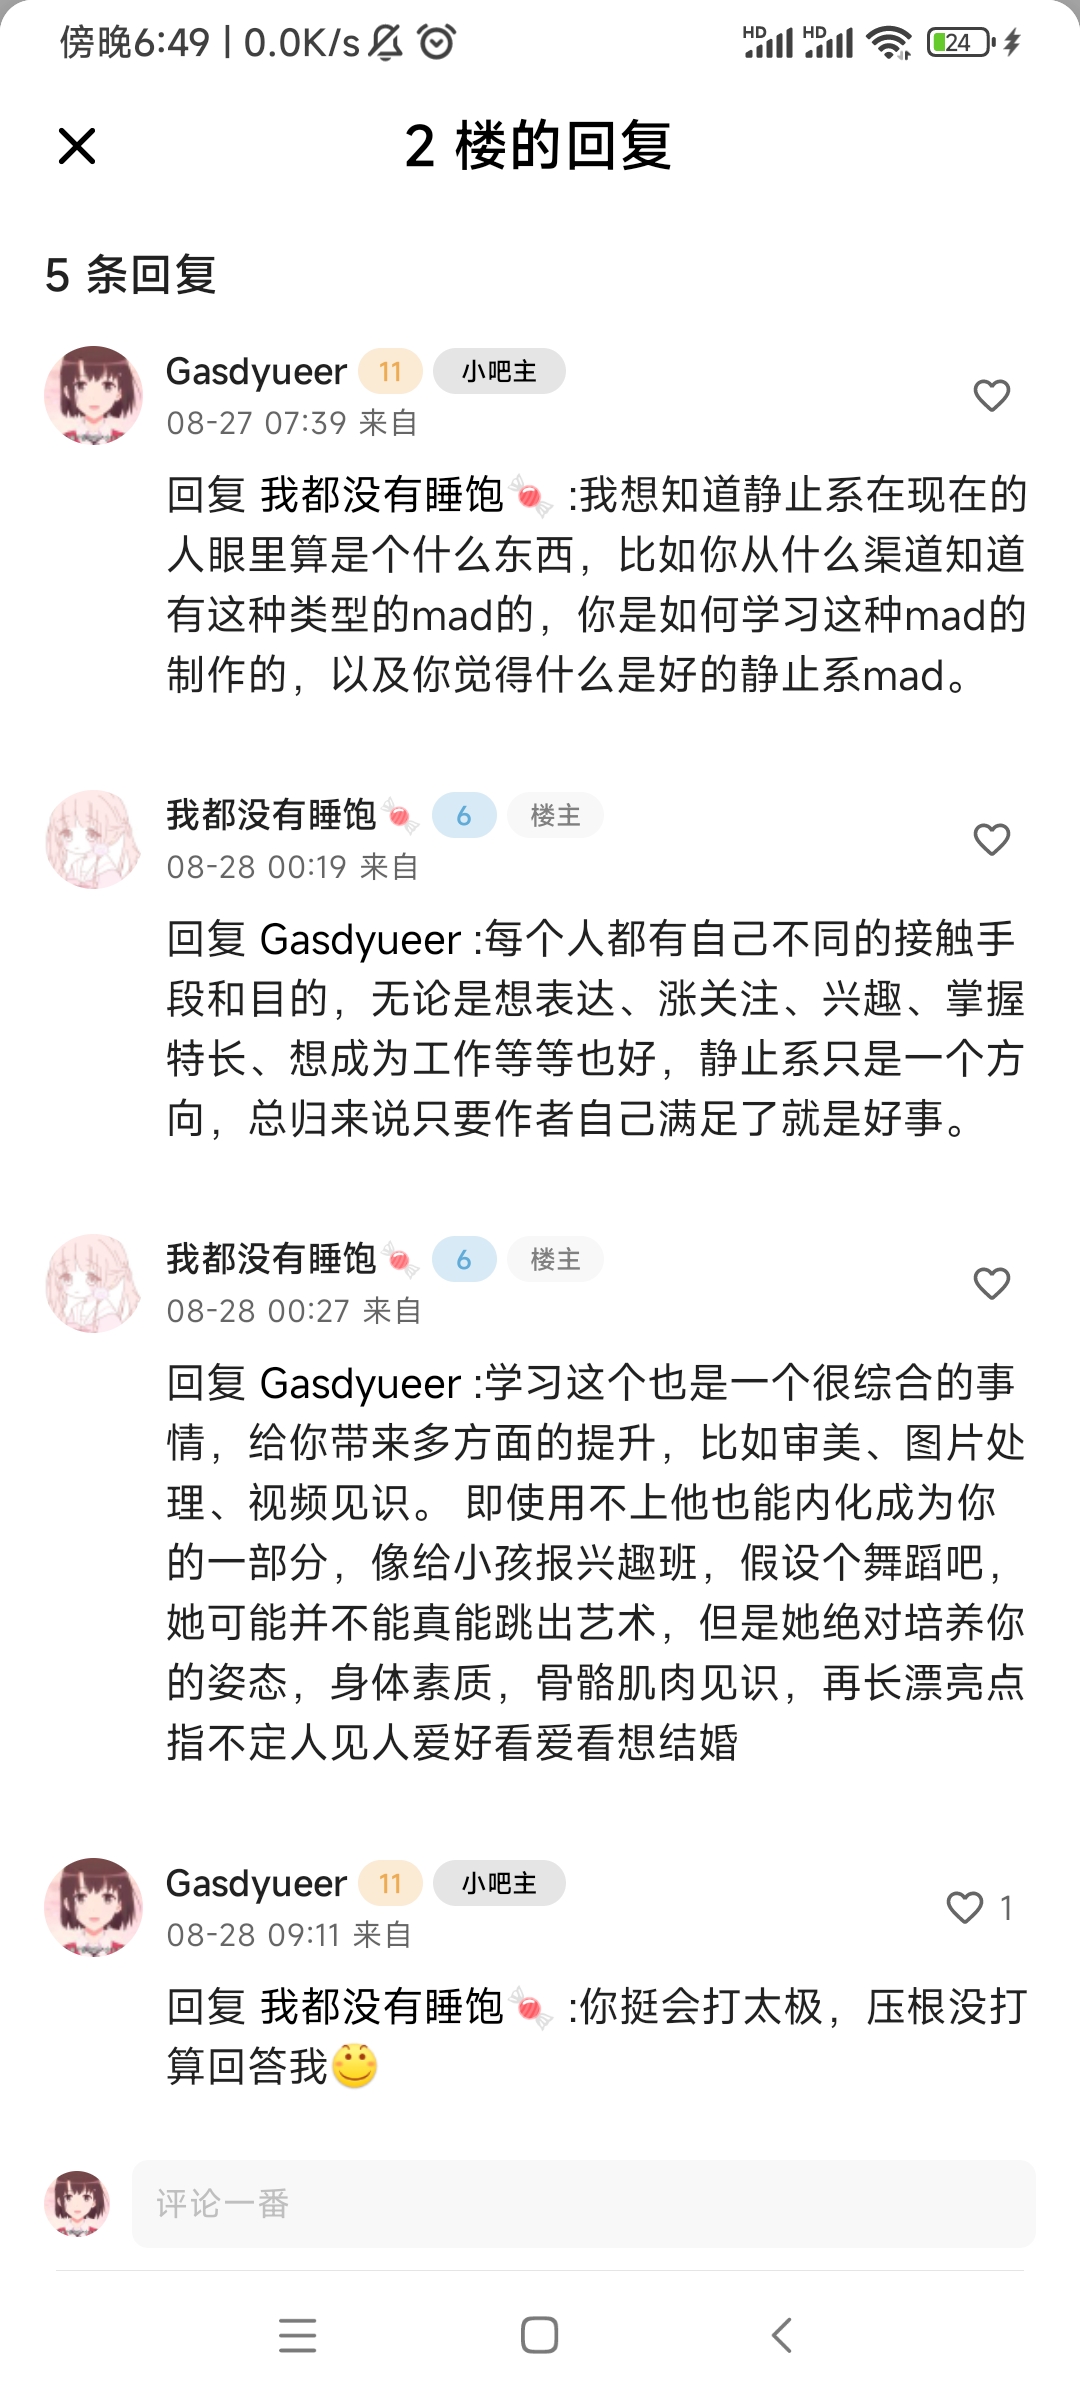 傍晚6:49 | 0.0K/s HD HD 24
2 楼的回复
5 条回复
Gasdyueer 11 小吧主
08-27 07:39 来自
回复 我都没有睡饱🍬 :我想知道静止系在现在的
人眼里算是个什么东西，比如你从什么渠道知道
有这种类型的mad的，你是如何学习这种mad的
制作的，以及你觉得什么是好的静止系mad。
我都没有睡饱🍬 6 楼主
08-28 00:19 来自
回复 Gasdyueer :每个人都有自己不同的接触手
段和目的，无论是想表达、涨关注、兴趣、掌握
特长、想成为工作等等也好，静止系只是一个方
向，总归来说只要作者自己满足了就是好事。
我都没有睡饱🍬 6 楼主
08-28 00:27 来自
回复 Gasdyueer :学习这个也是一个很综合的事
情，给你带来多方面的提升，比如审美、图片处
理、视频见识。 即使用不上他也能内化成为你
的一部分，像给小孩报兴趣班，假设个舞蹈吧，
她可能并不能真能跳出艺术，但是她绝对培养你
的姿态，身体素质，骨骼肌肉见识，再长漂亮点
指不定人见人爱好看爱看想结婚
Gasdyueer 11 小吧主
08-28 09:11 来自
1
回复 我都没有睡饱🍬 :你挺会打太极，压根没打
算回答我😊
评论一番